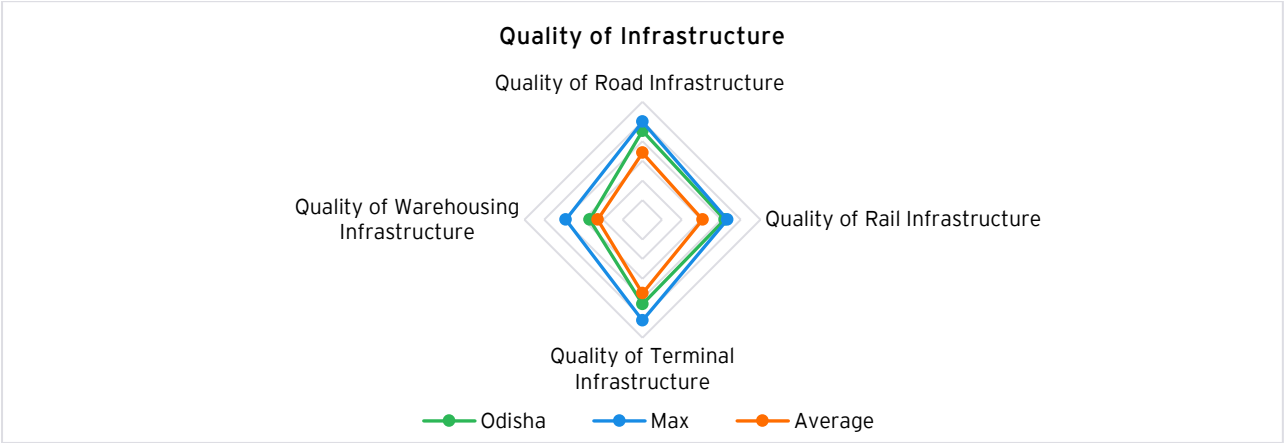 Quality of Infrastructure
Quality of Road Infrastructure
Quality of Warehousing
Infrastructure
Quality of Rail Infrastructure
Quality of Terminal
Infrastructure
Odisha
Max
Average